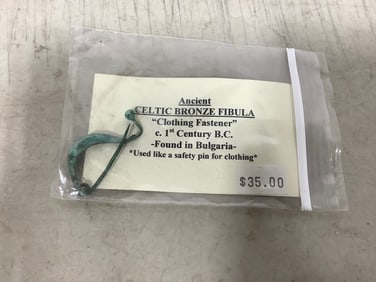 Ancient
CELTIC BRONZE FIBULA
"Clothing Fastener"
c. 1st Century B.C.
-Found in Bulgaria-
*Used like a safety pin for clothing*
$35.00